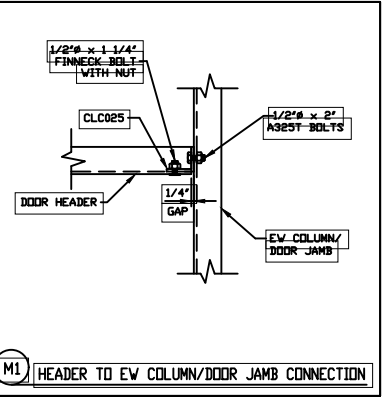 1/2"ø x 1 1/4"
FINNECK BOLT
WITH NUT
CLC025
1/2"ø x 2"
A325T BOLTS
DOOR HEADER
1/4"
GAP
EW COLUMN/
DOOR JAMB
M1
HEADER TO EW COLUMN/DOOR JAMB CONNECTION